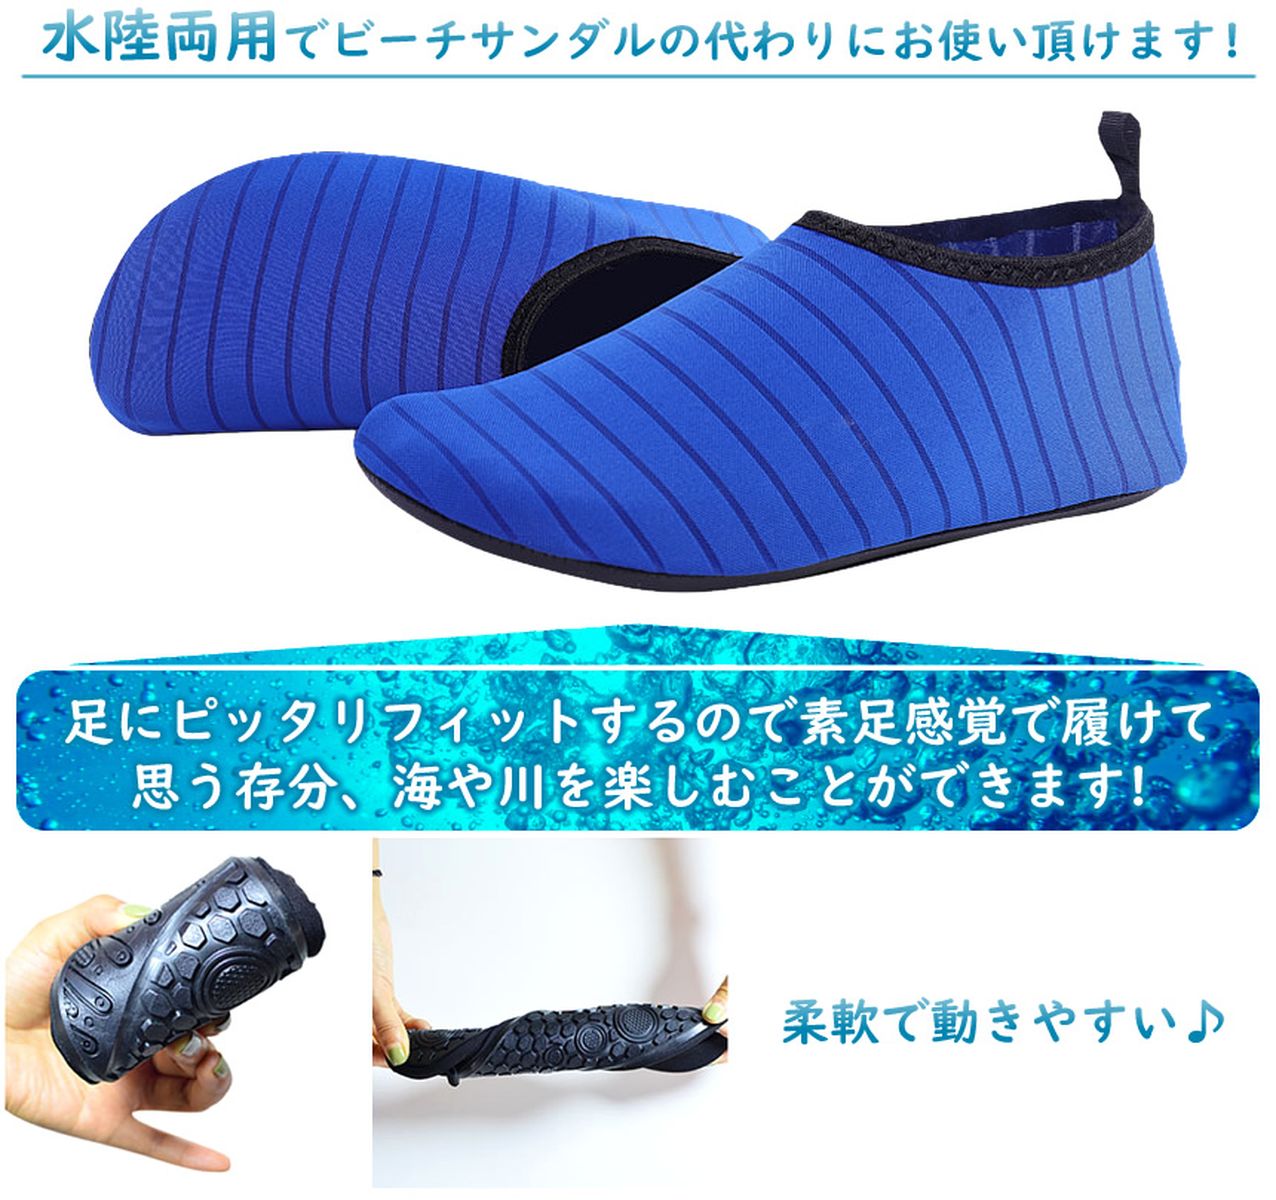 水陸両用でビーチサンダルの代わりにお使い頂けます!
足にピッタリフィットするので素足感覚で履けて
思う存分、海や川を楽しむことができます!
柔軟で動きやすい♪